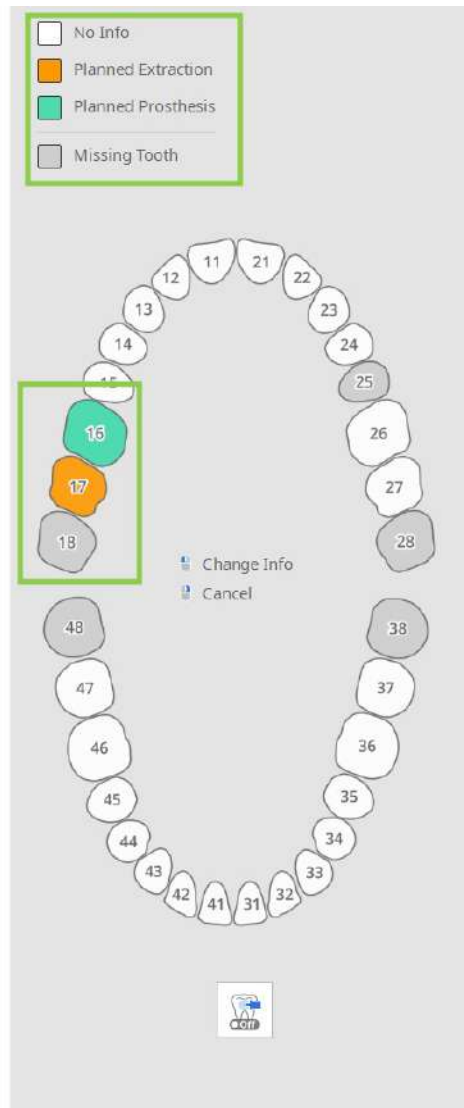 No Info
Planned Extraction
Planned Prosthesis
Missing Tooth
11 21
12 22
13 23
14 24
15 25
16 26
17 27
18 28
Change Info
Cancel
48 38
47 37
46 36
45 35
44 34
43 33
42 41 31 32
Off